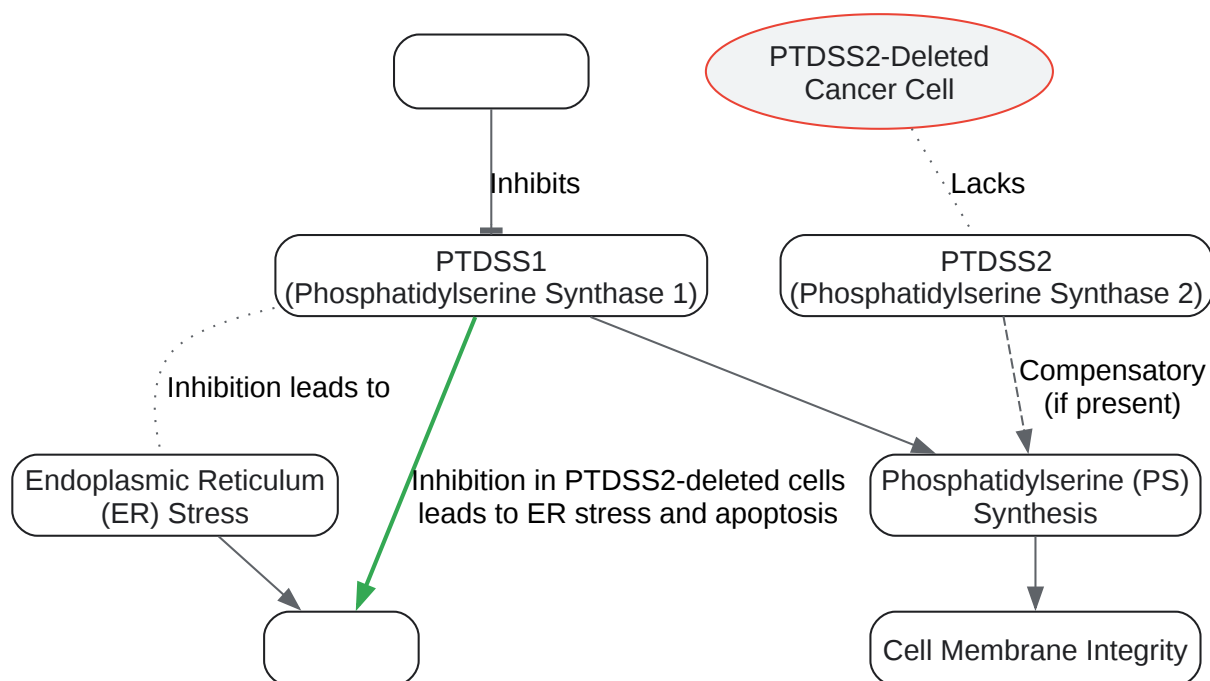 PTDSS2-Deleted
Cancer Cell
Inhibits
Lacks
PTDSS1
(Phosphatidylserine Synthase 1)
PTDSS2
(Phosphatidylserine Synthase 2)
Inhibition leads to
Compensatory
(if present)
Endoplasmic Reticulum
(ER) Stress
Inhibition in PTDSS2-deleted cells
leads to ER stress and apoptosis
Phosphatidylserine (PS)
Synthesis
Cell Membrane Integrity